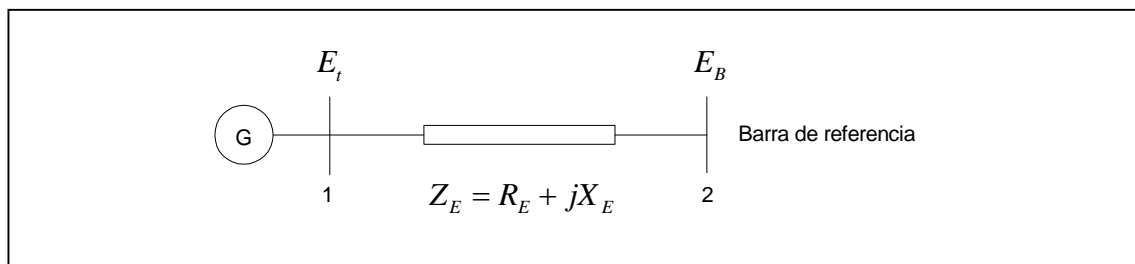 E_t E_B
G Barra de referencia
1 Z_E = R_E + jX_E 2